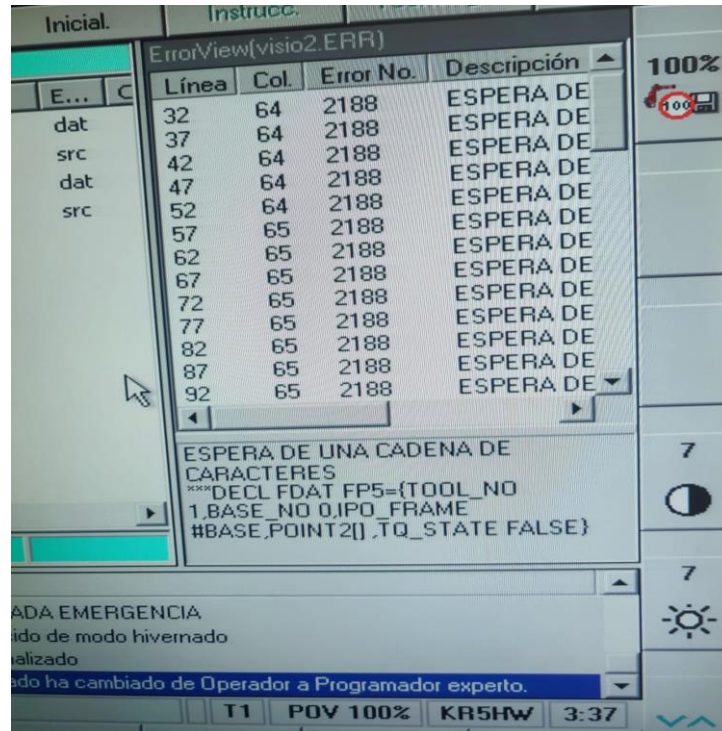 Inicial.
Instrucc.
ErrorView(visio2.ERR)
E... C
dat
src
dat
src
Línea Col. Error No. Descripción
32 64 2188 ESPERA DE
37 64 2188 ESPERA DE
42 64 2188 ESPERA DE
47 64 2188 ESPERA DE
52 64 2188 ESPERA DE
57 65 2188 ESPERA DE
62 65 2188 ESPERA DE
67 65 2188 ESPERA DE
72 65 2188 ESPERA DE
77 65 2188 ESPERA DE
82 65 2188 ESPERA DE
87 65 2188 ESPERA DE
92 65 2188 ESPERA DE
ESPERA DE UNA CADENA DE
CARACTERES
***DECL FDAT FP5={TOOL_NO
1,BASE_NO 0,IPO_FRAME
#BASE,POINT2[] ,TQ_STATE FALSE}
ADA EMERGENCIA
ido de modo hivernado
alizado
ado ha cambiado de Operador a Programador experto.
T1 POV 100% KR5HW 3:37
100%
100
7
7